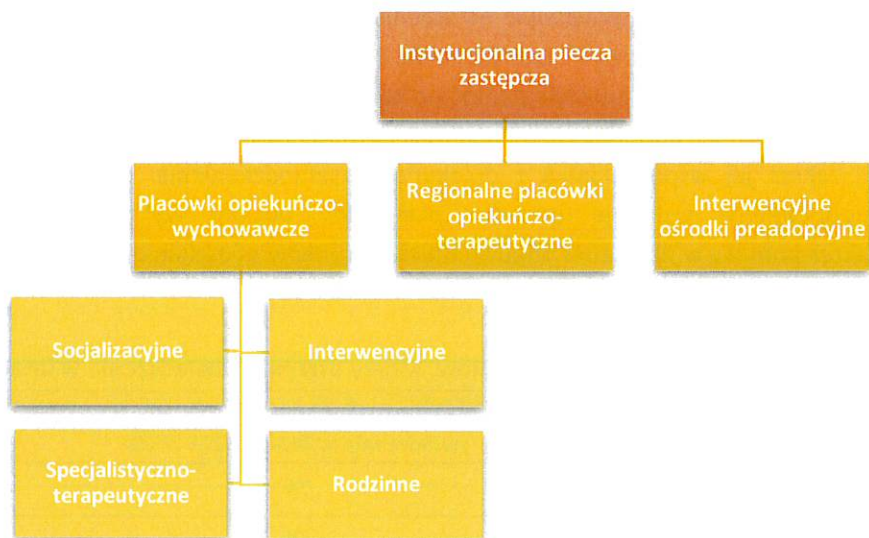 Instytucjonalna piecza
zastępcza
Placówki opiekuńczo-
wychowawcze
Regionalne placówki
opiekuńczo-
terapeutyczne
Interwencyjne
ośrodki preadopcyjne
Socjalizacyjne
Interwencyjne
Specjalistyczno-
terapeutyczne
Rodzinne